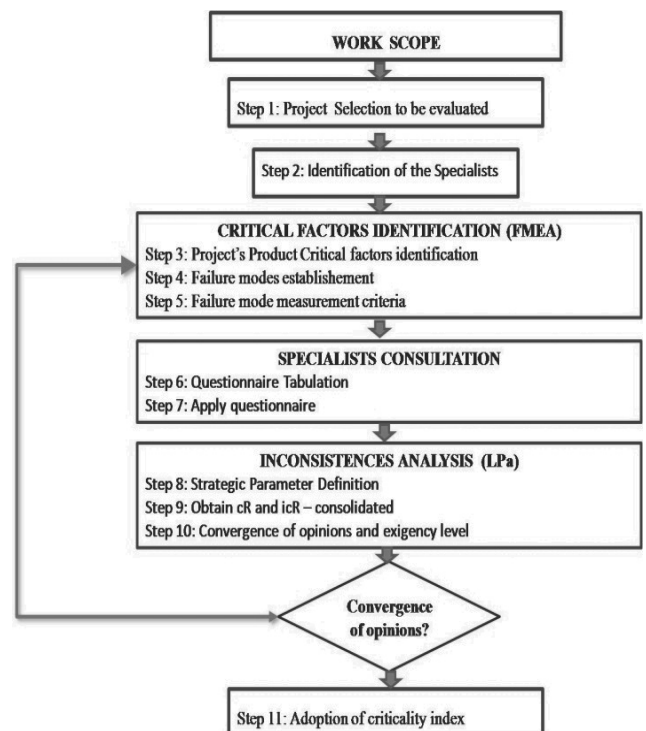 WORK SCOPE
Step 1: Project Selection to be evaluated
Step 2: Identification of the Specialists
CRITICAL FACTORS IDENTIFICATION (FMEA)
Step 3: Project's Product Critical factors identification
Step 4: Failure modes establishement
Step 5: Failure mode measurement criteria
SPECIALISTS CONSULTATION
Step 6: Questionnaire Tabulation
Step 7: Apply questionnaire
INCONSISTENCES ANALYSIS (LPa)
Step 8: Strategic Parameter Definition
Step 9: Obtain cR and icR – consolidated
Step 10: Convergence of opinions and exigency level
Convergence
of opinions?
Step 11: Adoption of criticality index